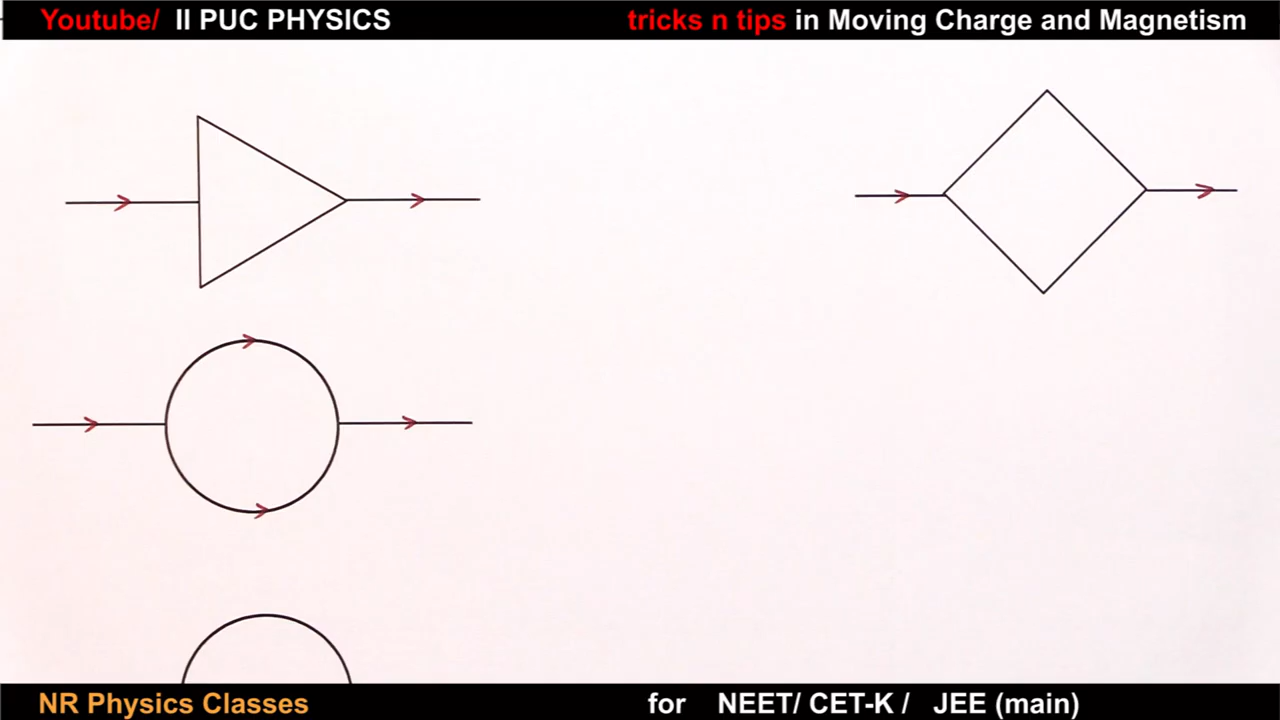 Youtube/ II PUC PHYSICS
tricks n tips in Moving Charge and Magnetism
NR Physics Classes
for NEET/ CET-K / JEE (main)